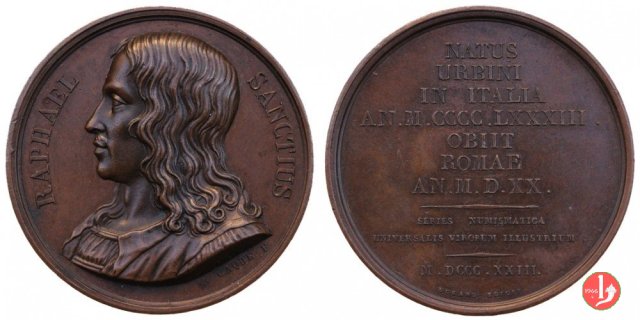 RAPHAEL
SANCTIUS
NATUS
URBINI
IN ITALIA
AN.M.CCCC.LXXXIII.
OBIIT
ROMAE
AN.M.D.XX.
SERIES NUMISMATICA
UNIVERSALIS VIRORUM ILLUSTRIUM
M.DCCC.XXIII.
DURAND